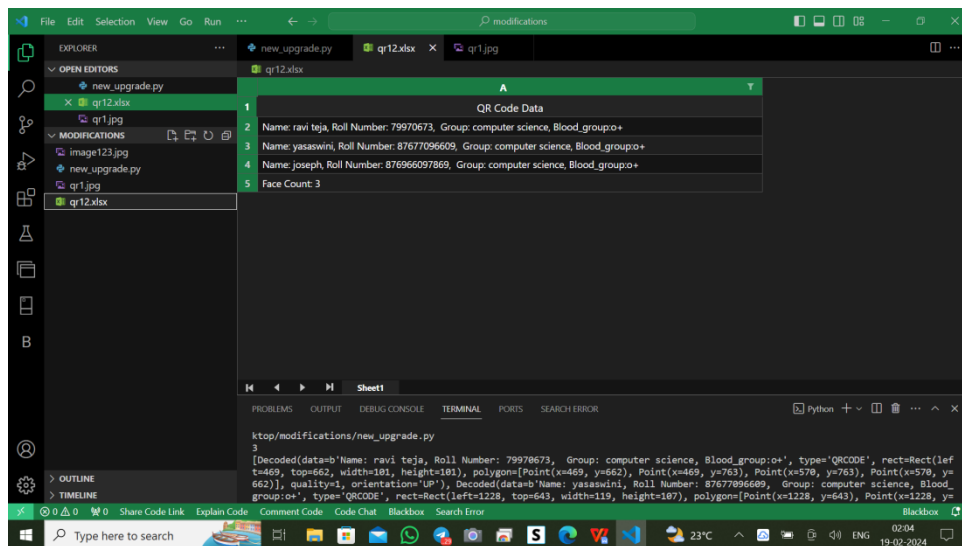 File Edit Selection View Go Run ··· modifications
EXPLORER ···
OPEN EDITORS
new_upgrade.py
qr12.xlsx
qr1.jpg
MODIFICATIONS
image123.jpg
new_upgrade.py
qr1.jpg
qr12.xlsx
OUTLINE
TIMELINE
new_upgrade.py qr12.xlsx qr1.jpg
qr12.xlsx
A
1 QR Code Data
2 Name: ravi teja, Roll Number: 79970673, Group: computer science, Blood_group:o+
3 Name: yasaswini, Roll Number: 87677096609, Group: computer science, Blood_group:o+
4 Name: joseph, Roll Number: 876966097869, Group: computer science, Blood_group:o+
5 Face Count: 3
Sheet1
PROBLEMS OUTPUT DEBUG CONSOLE TERMINAL PORTS SEARCH ERROR Python
ktop/modifications/new_upgrade.py
3
[Decoded(data=b'Name: ravi teja, Roll Number: 79970673, Group: computer science, Blood_group:o+', type='QRCODE', rect=Rect(lef
t=469, top=662, width=101, height=101), polygon=[Point(x=469, y=662), Point(x=469, y=763), Point(x=570, y=763), Point(x=570, y=
662)], quality=1, orientation='UP'), Decoded(data=b'Name: yasaswini, Roll Number: 87677096609, Group: computer science, Blood_
group:o+', type='QRCODE', rect=Rect(left=1228, top=643, width=119, height=107), polygon=[Point(x=1228, y=643), Point(x=1228, y=
0 0 0 Share Code Link Explain Code Comment Code Code Chat Blackbox Search Error Blackbox
Type here to search S 23°C ENG 02:04
19-02-2024
B